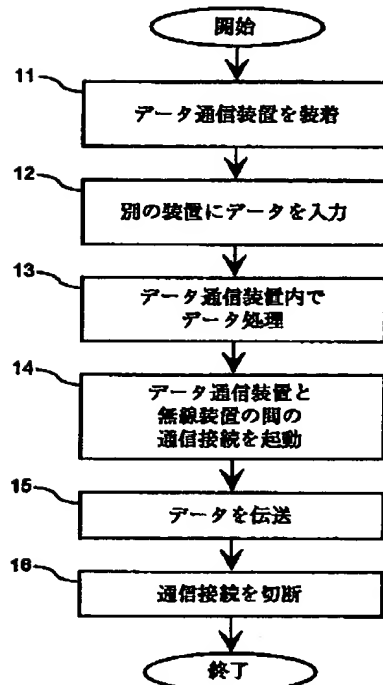 開始
11
データ通信装置を装着
12
別の装置にデータを入力
13
データ通信装置内で
データ処理
14
データ通信装置と
無線装置の間の
通信接続を起動
15
データを伝送
16
通信接続を切断
終了